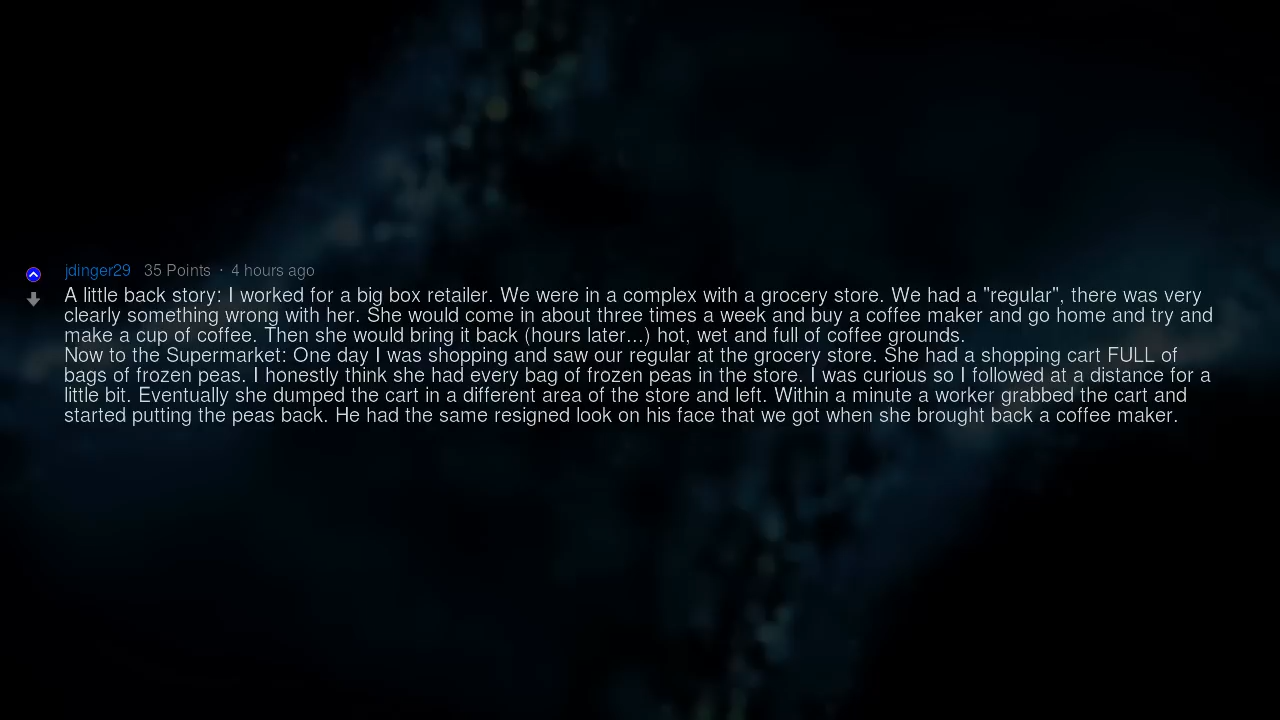 jdinger29 35 Points · 4 hours ago
A little back story: I worked for a big box retailer. We were in a complex with a grocery store. We had a "regular", there was very
clearly something wrong with her. She would come in about three times a week and buy a coffee maker and go home and try and
make a cup of coffee. Then she would bring it back (hours later...) hot, wet and full of coffee grounds.
Now to the Supermarket: One day I was shopping and saw our regular at the grocery store. She had a shopping cart FULL of
bags of frozen peas. I honestly think she had every bag of frozen peas in the store. I was curious so I followed at a distance for a
little bit. Eventually she dumped the cart in a different area of the store and left. Within a minute a worker grabbed the cart and
started putting the peas back. He had the same resigned look on his face that we got when she brought back a coffee maker.